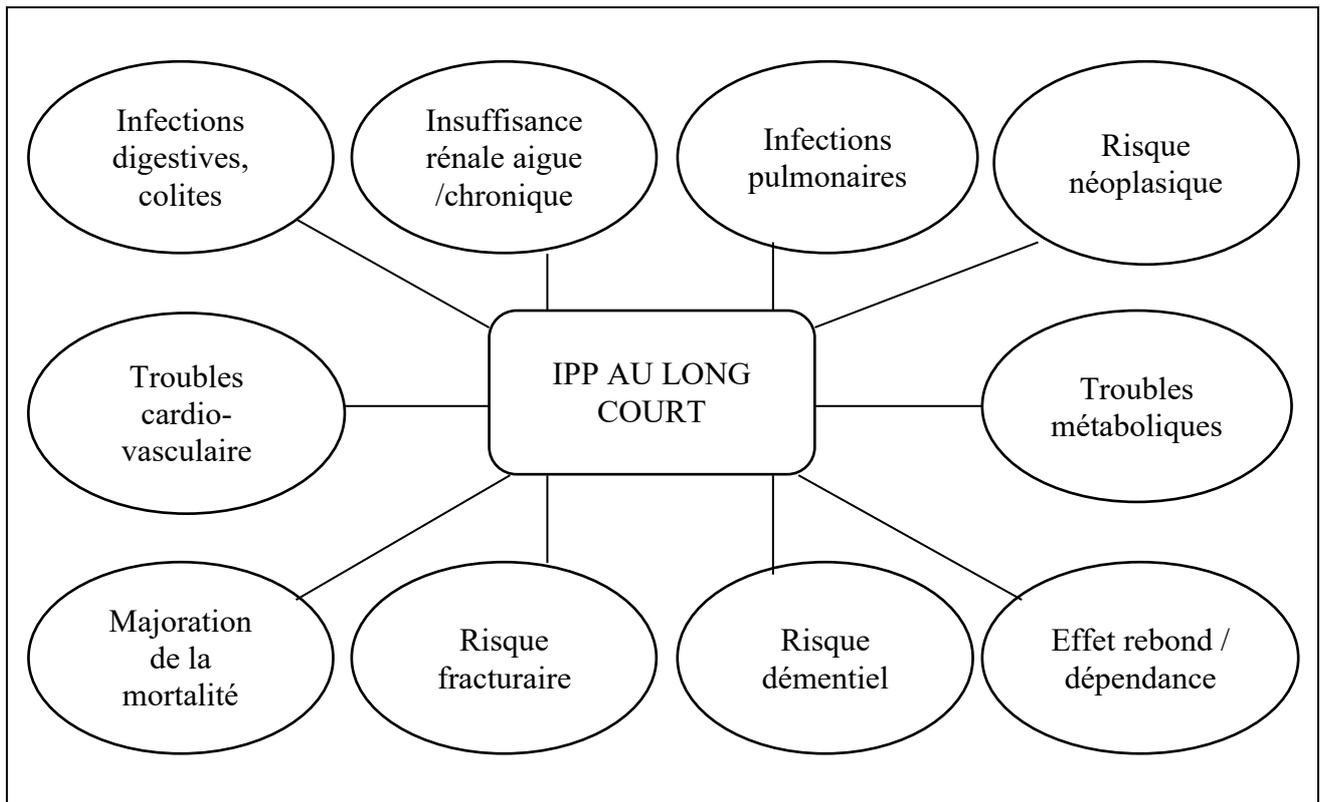 Infections
digestives,
colites
Insuffisance
rénale aigue
/chronique
Infections
pulmonaires
Risque
néoplasique
Troubles
cardio-
vasculaire
IPP AU LONG
COURT
Troubles
métaboliques
Majoration
de la
mortalité
Risque
fracturaire
Risque
démentiel
Effet rebond /
dépendance